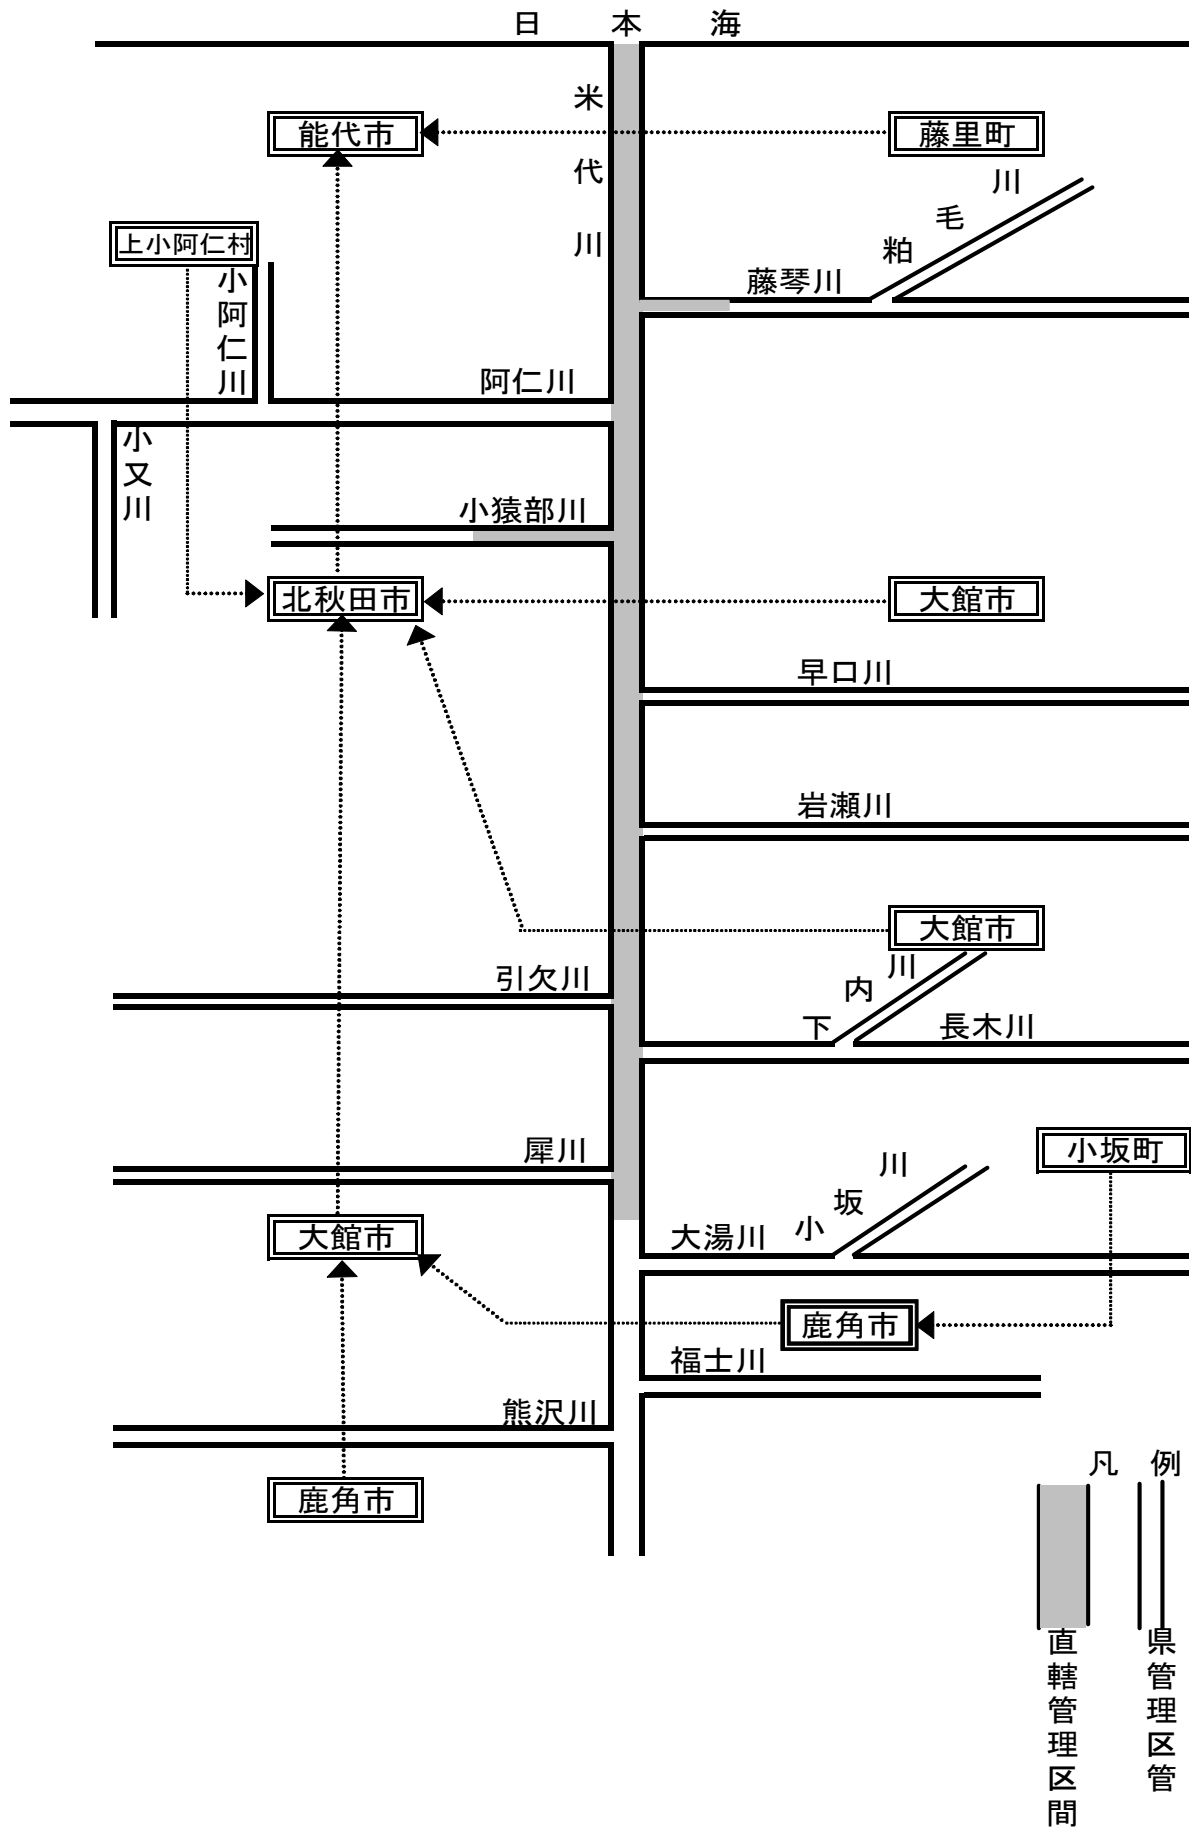 日本海
米代川
能代市
藤里町
粕毛川
上小阿仁村
小阿仁川
藤琴川
阿仁川
小又川
小猿部川
北秋田市
大館市
早口川
岩瀬川
大館市
引欠川
下内川
長木川
犀川
小坂町
小坂川
大館市
大湯川
鹿角市
福士川
熊沢川
鹿角市
凡例
直轄管理区間
県管理区管